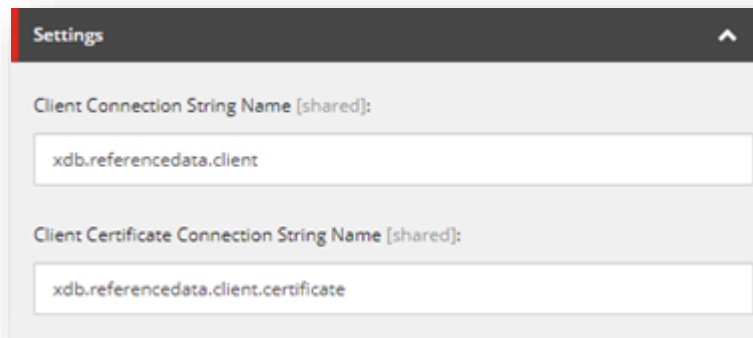 Settings
Client Connection String Name [shared]:
xdb.referencedata.client
Client Certificate Connection String Name [shared]:
xdb.referencedata.client.certificate